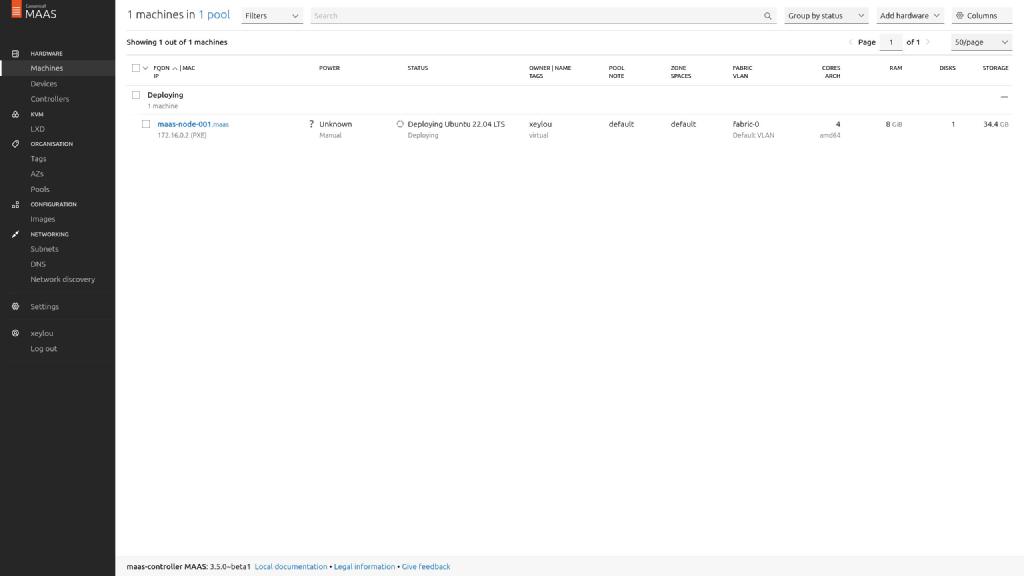 Canonical
MAAS
HARDWARE
Machines
Devices
Controllers
KVM
LXD
ORGANISATION
Tags
AZs
Pools
CONFIGURATION
Images
NETWORKING
Subnets
DNS
Network discovery
Settings
xeylou
Log out
1 machines in 1 pool
Filters
Search
Group by status
Add hardware
Columns
Showing 1 out of 1 machines
Page 1 of 1
50/page
FQDN | MAC
IP
POWER
STATUS
OWNER | NAME
TAGS
POOL
NOTE
ZONE
SPACES
FABRIC
VLAN
CORES
ARCH
RAM
DISKS
STORAGE
Deploying
1 machine
maas-node-001.maas
172.16.0.2 (PXE)
? Unknown
Manual
Deploying Ubuntu 22.04 LTS
Deploying
xeylou
virtual
default
default
fabric-0
Default VLAN
4
amd64
8 GiB
1
34.4 GB
maas-controller MAAS: 3.5.0~beta1 Local documentation • Legal information • Give feedback